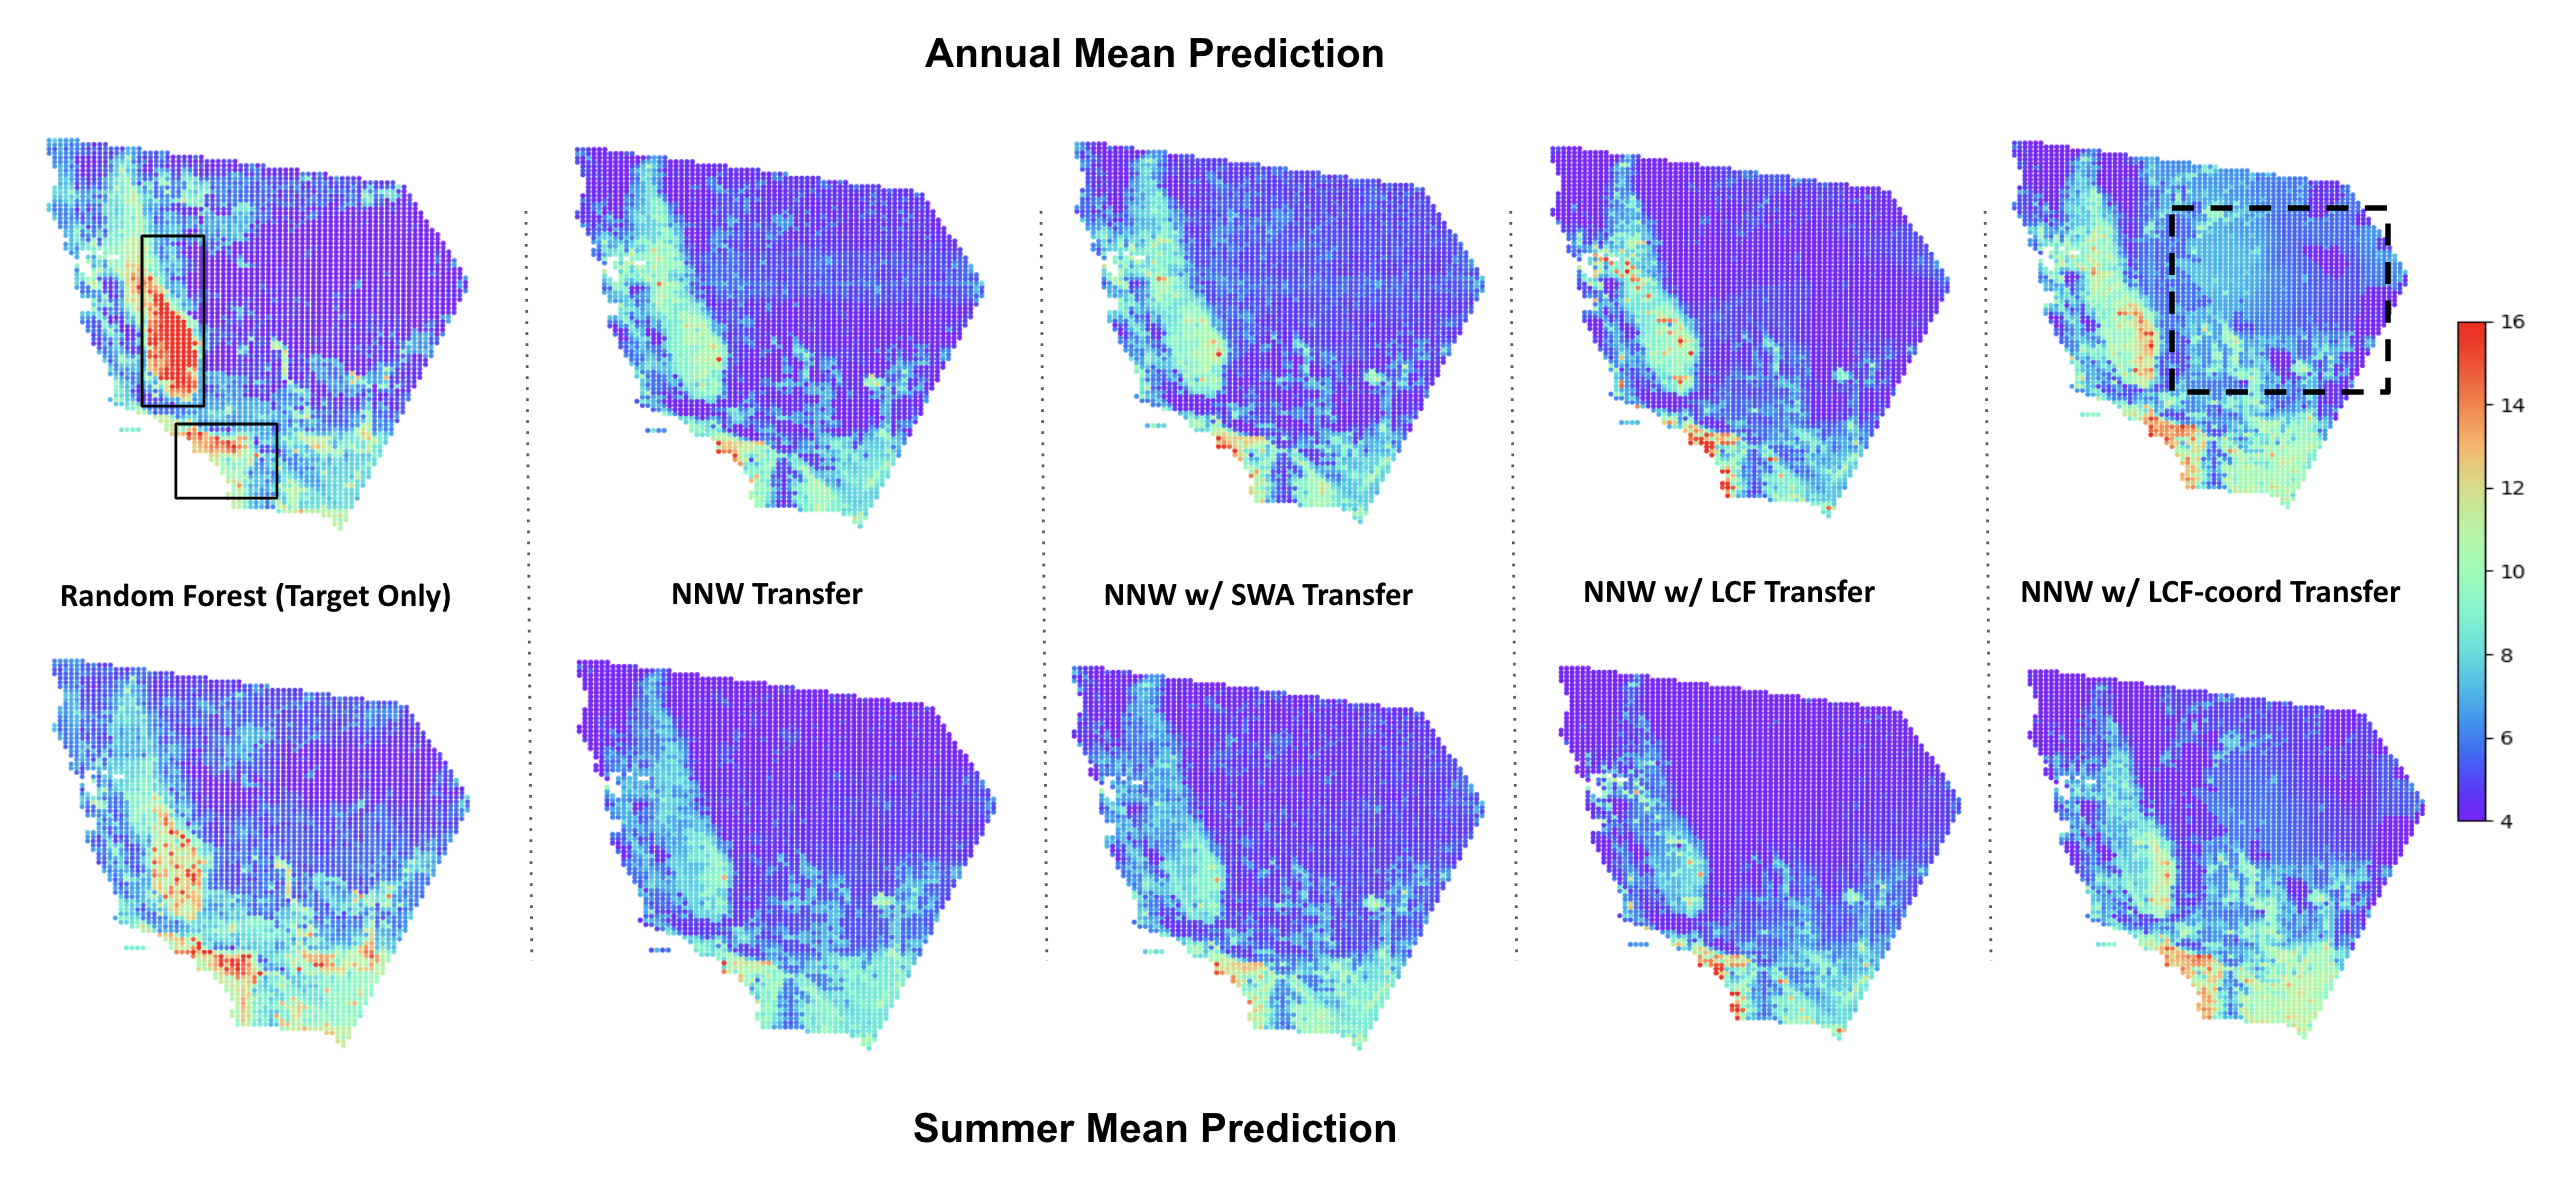 Annual Mean Prediction
Random Forest (Target Only)
NNW Transfer
NNW w/ SWA Transfer
NNW w/ LCF Transfer
NNW w/ LCF-coord Transfer
16
14
12
10
8
6
4
Summer Mean Prediction